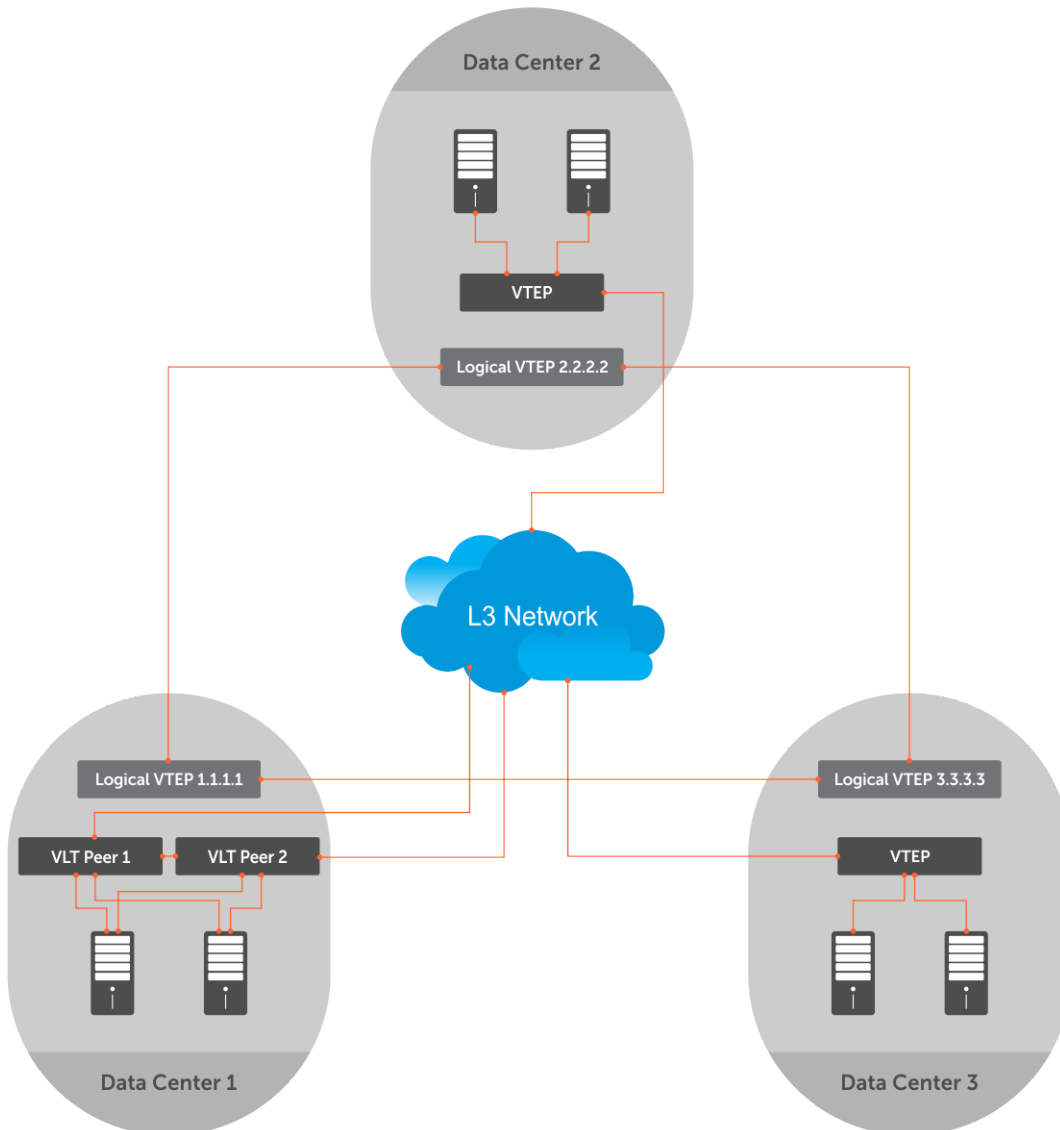 Data Center 2
VTEP
Logical VTEP 2.2.2.2
L3 Network
Logical VTEP 1.1.1.1
Logical VTEP 3.3.3.3
VLT Peer 1
VLT Peer 2
VTEP
Data Center 1
Data Center 3